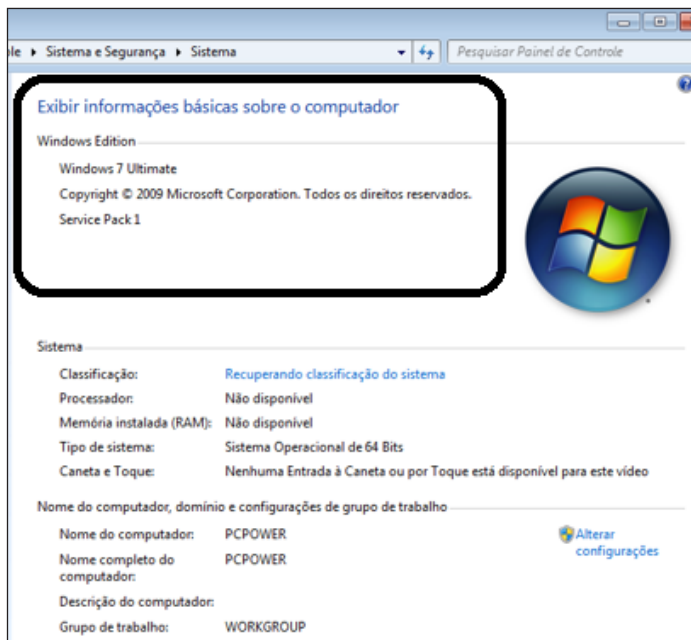 le ▸ Sistema e Segurança ▸ Sistema
Pesquisar Painel de Controle
Exibir informações básicas sobre o computador
Windows Edition
Windows 7 Ultimate
Copyright © 2009 Microsoft Corporation. Todos os direitos reservados.
Service Pack 1
Sistema
Classificação: Recuperando classificação do sistema
Processador: Não disponível
Memória instalada (RAM): Não disponível
Tipo de sistema: Sistema Operacional de 64 Bits
Caneta e Toque: Nenhuma Entrada à Caneta ou por Toque está disponível para este vídeo
Nome do computador, domínio e configurações de grupo de trabalho
Nome do computador: PCPOWER
Alterar
configurações
Nome completo do
computador: PCPOWER
Descrição do computador:
Grupo de trabalho: WORKGROUP